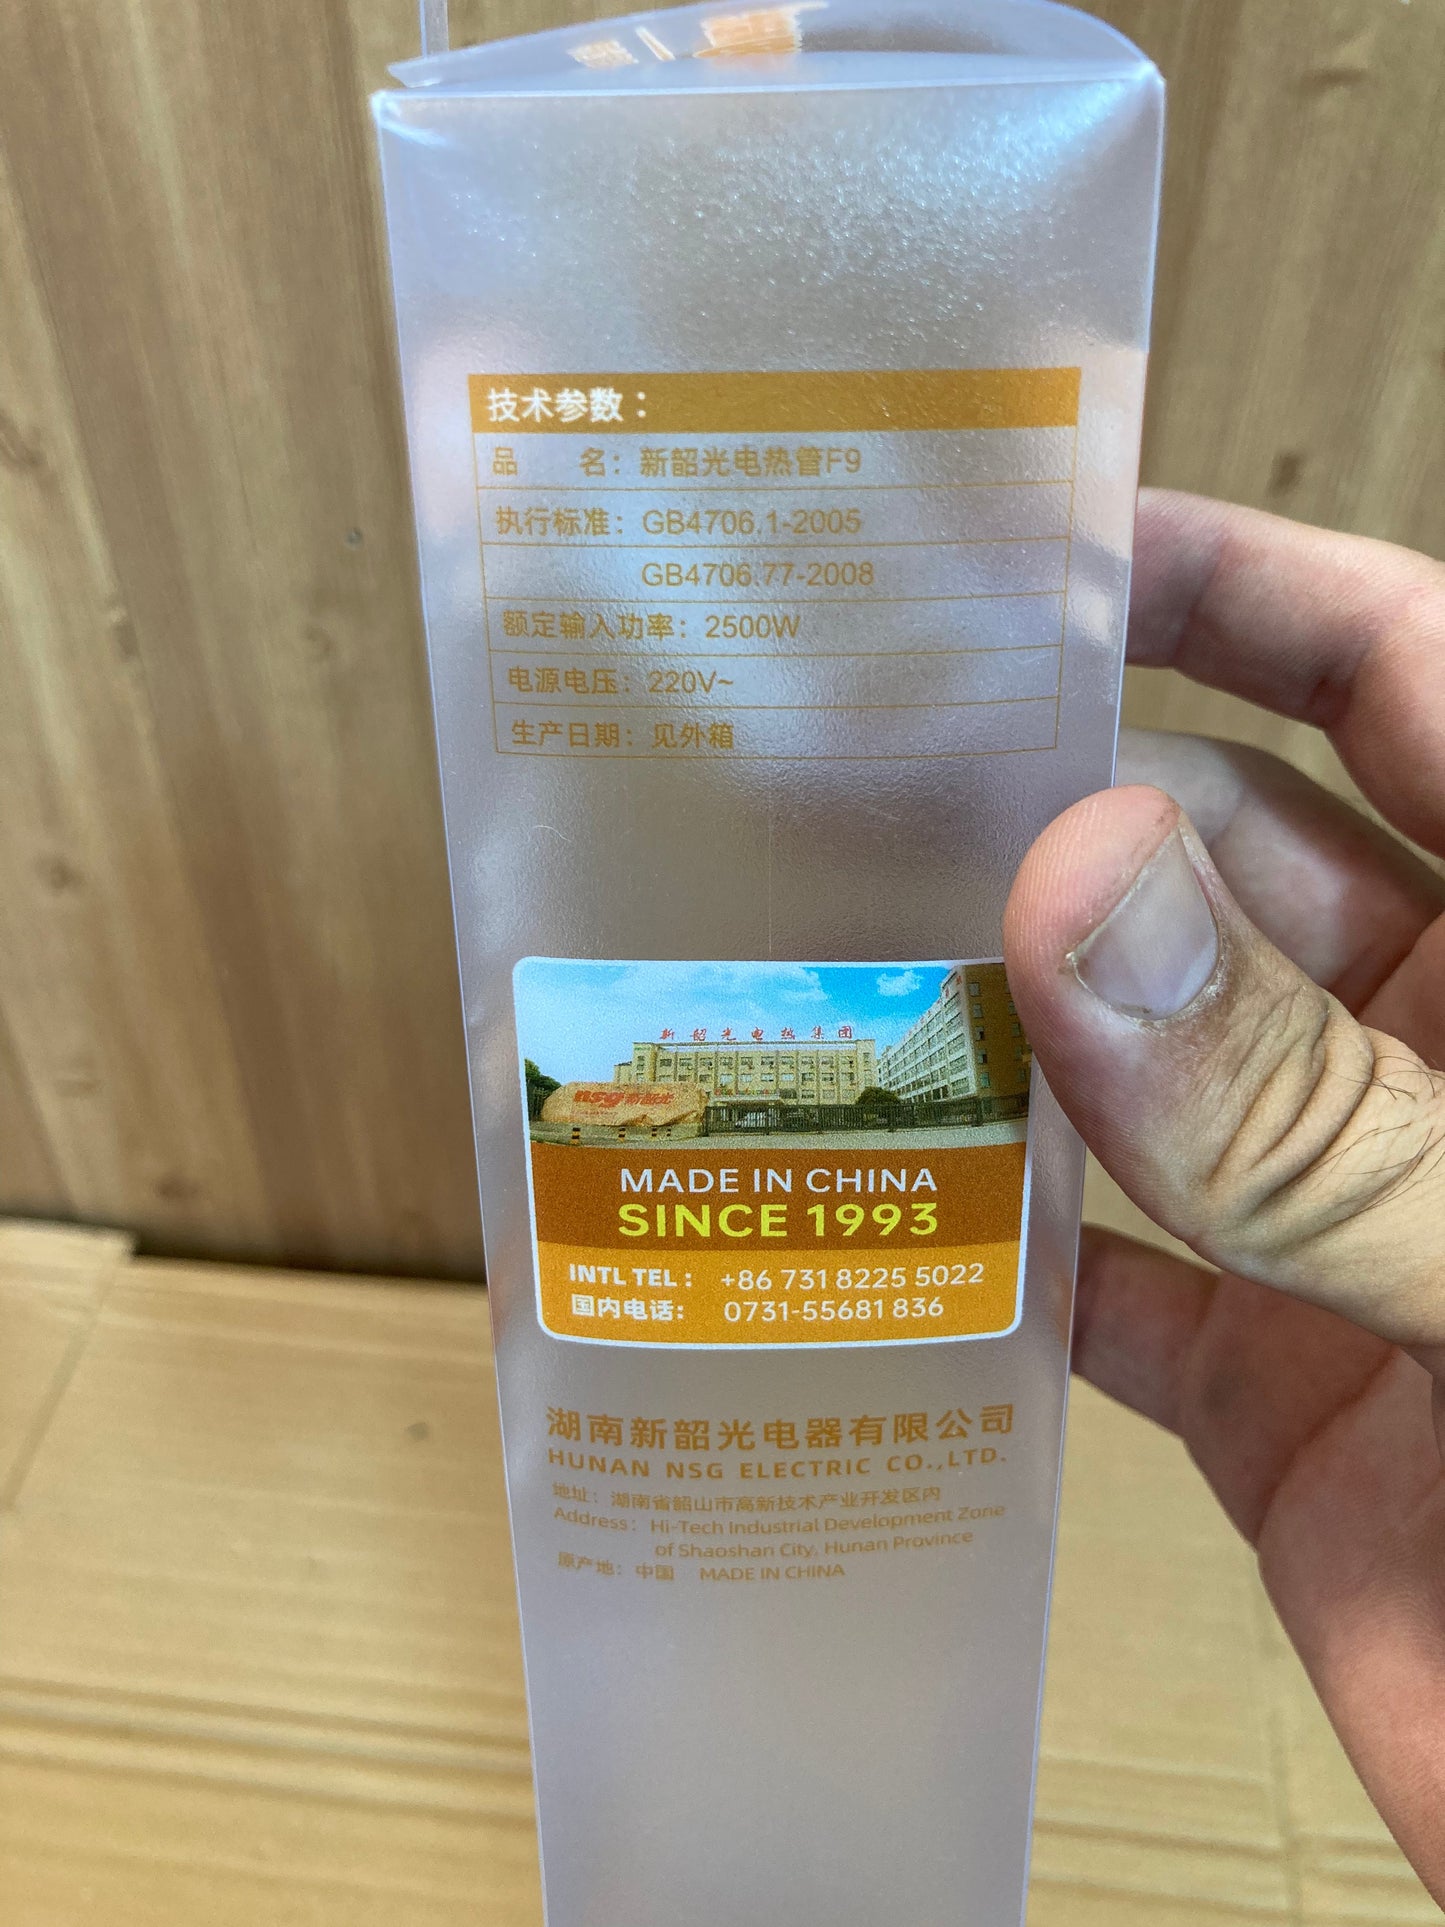 技术参数：
品 名：新韶光电热管F9
执行标准：GB4706.1-2005
GB4706.77-2008
额定输入功率：2500W
电源电压：220V~
生产日期：见外箱
新韶光电热集团
nsg 新韶光
MADE IN CHINA
SINCE 1993
INTL TEL： +86 731 8225 5022
国内电话： 0731-55681 836
湖南新韶光电器有限公司
HUNAN NSG ELECTRIC CO.,LTD.
地址：湖南省韶山市高新技术产业开发区内
Address：Hi-Tech Industrial Development Zone
of Shaoshan City, Hunan Province
原产地：中国 MADE IN CHINA